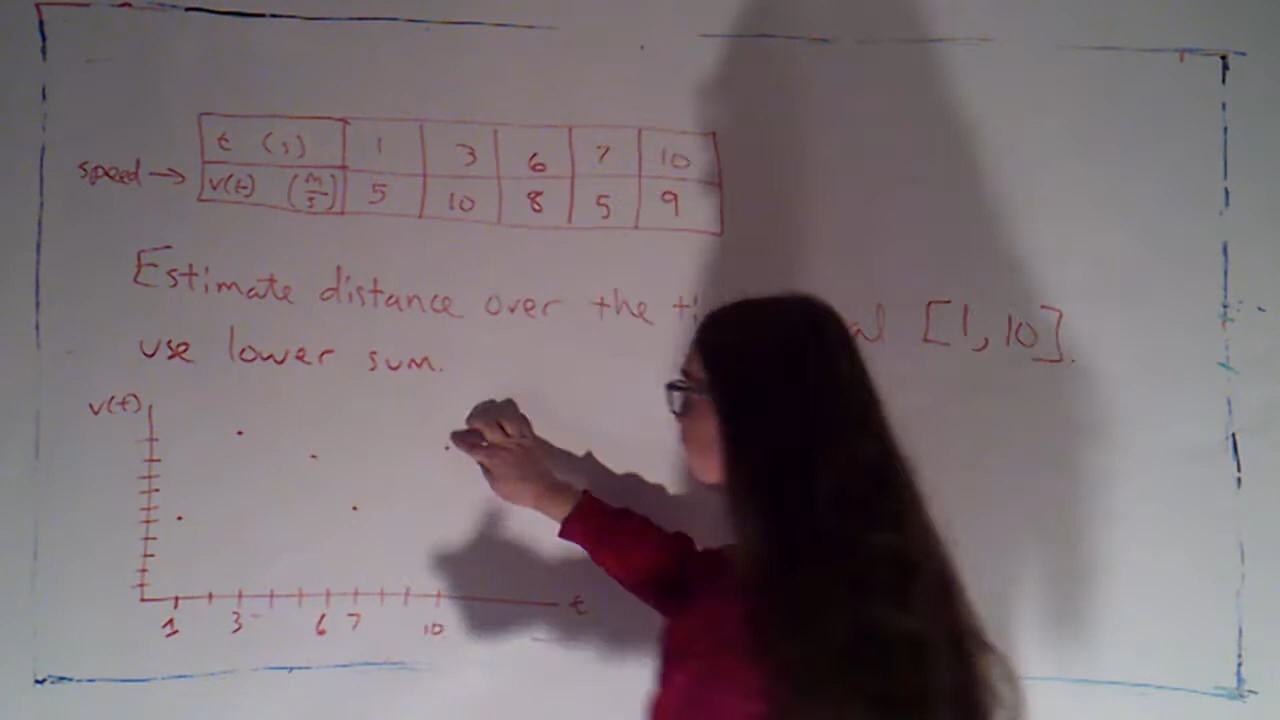 t (s) 1 3 6 7 10
speed → v(t) (m/s) 5 10 8 5 9
Estimate distance over the [1, 10].
use lower sum.
v(t)
t
1 3 6 7 10